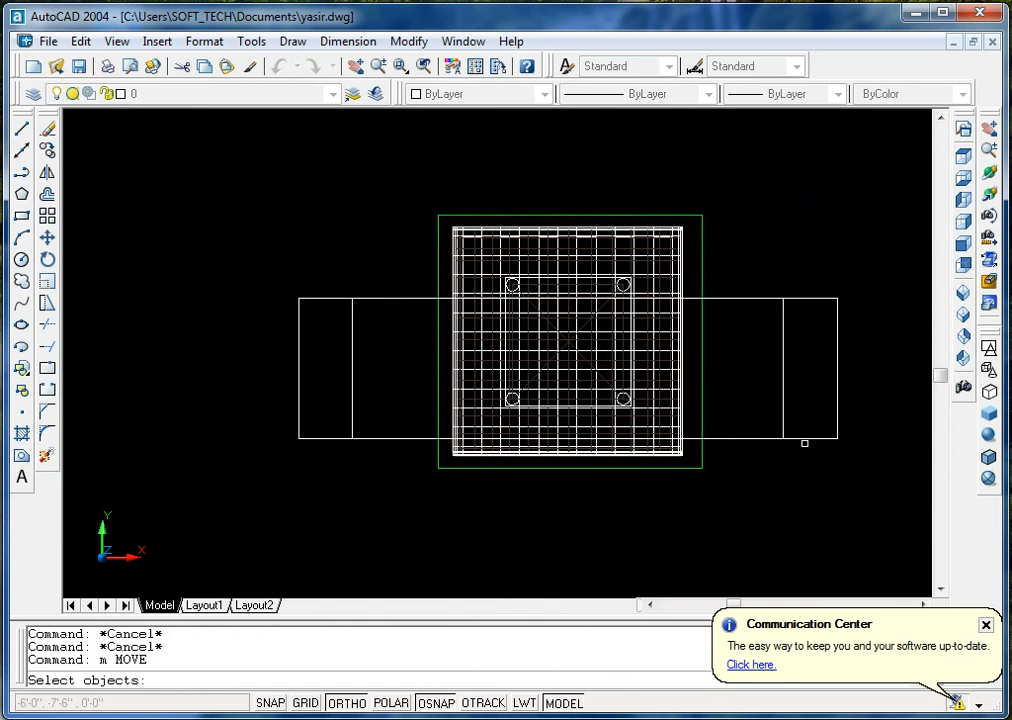 AutoCAD 2004 - [C:\Users\SOFT_TECH\Documents\yasir.dwg]
File Edit View Insert Format Tools Draw Dimension Modify Window Help
Standard Standard
0 ByLayer ByLayer ByLayer ByColor
A
Y
Z X
Model Layout1 Layout2
Command: *Cancel*
Command: *Cancel*
Command: m MOVE
Select objects:
Communication Center
The easy way to keep you and your software up-to-date.
Click here.
-6'-0", -7'-6", 0'-0" SNAP GRID ORTHO POLAR OSNAP OTRACK LWT MODEL